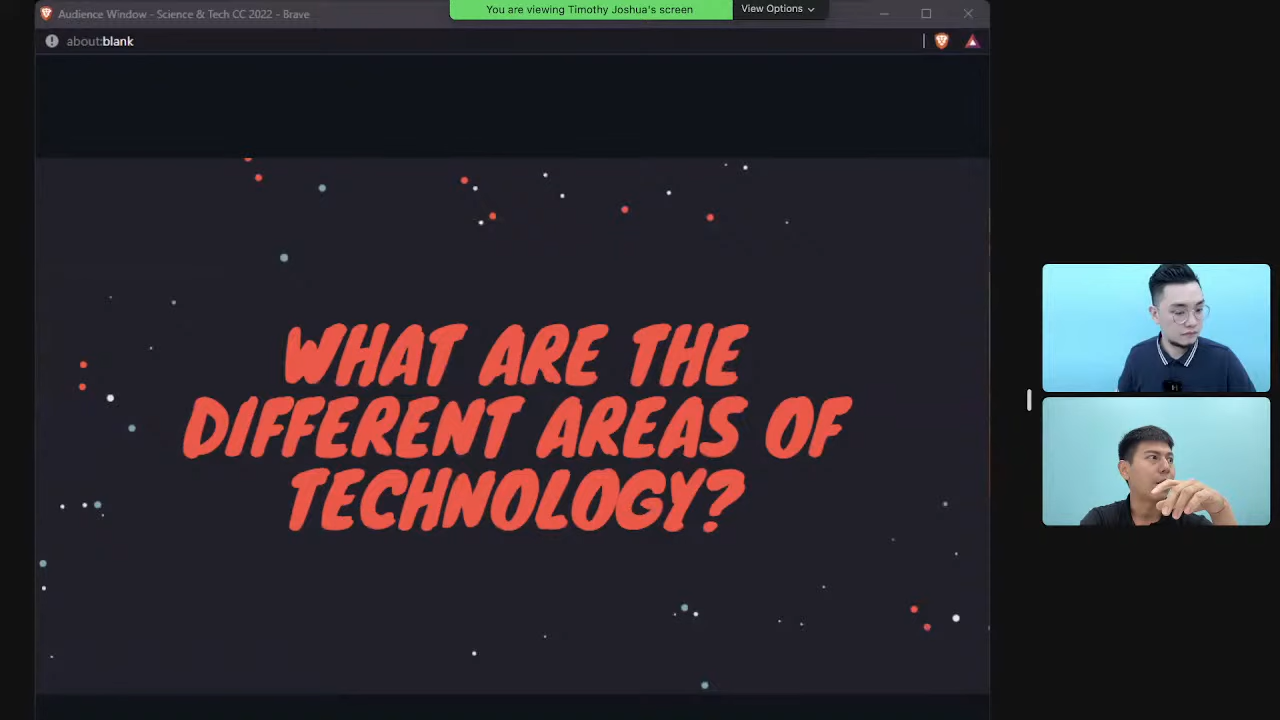 Audience Window - Science & Tech CC 2022 - Brave
You are viewing Timothy Joshua's screen
View Options
about:blank
WHAT ARE THE
DIFFERENT AREAS OF
TECHNOLOGY?